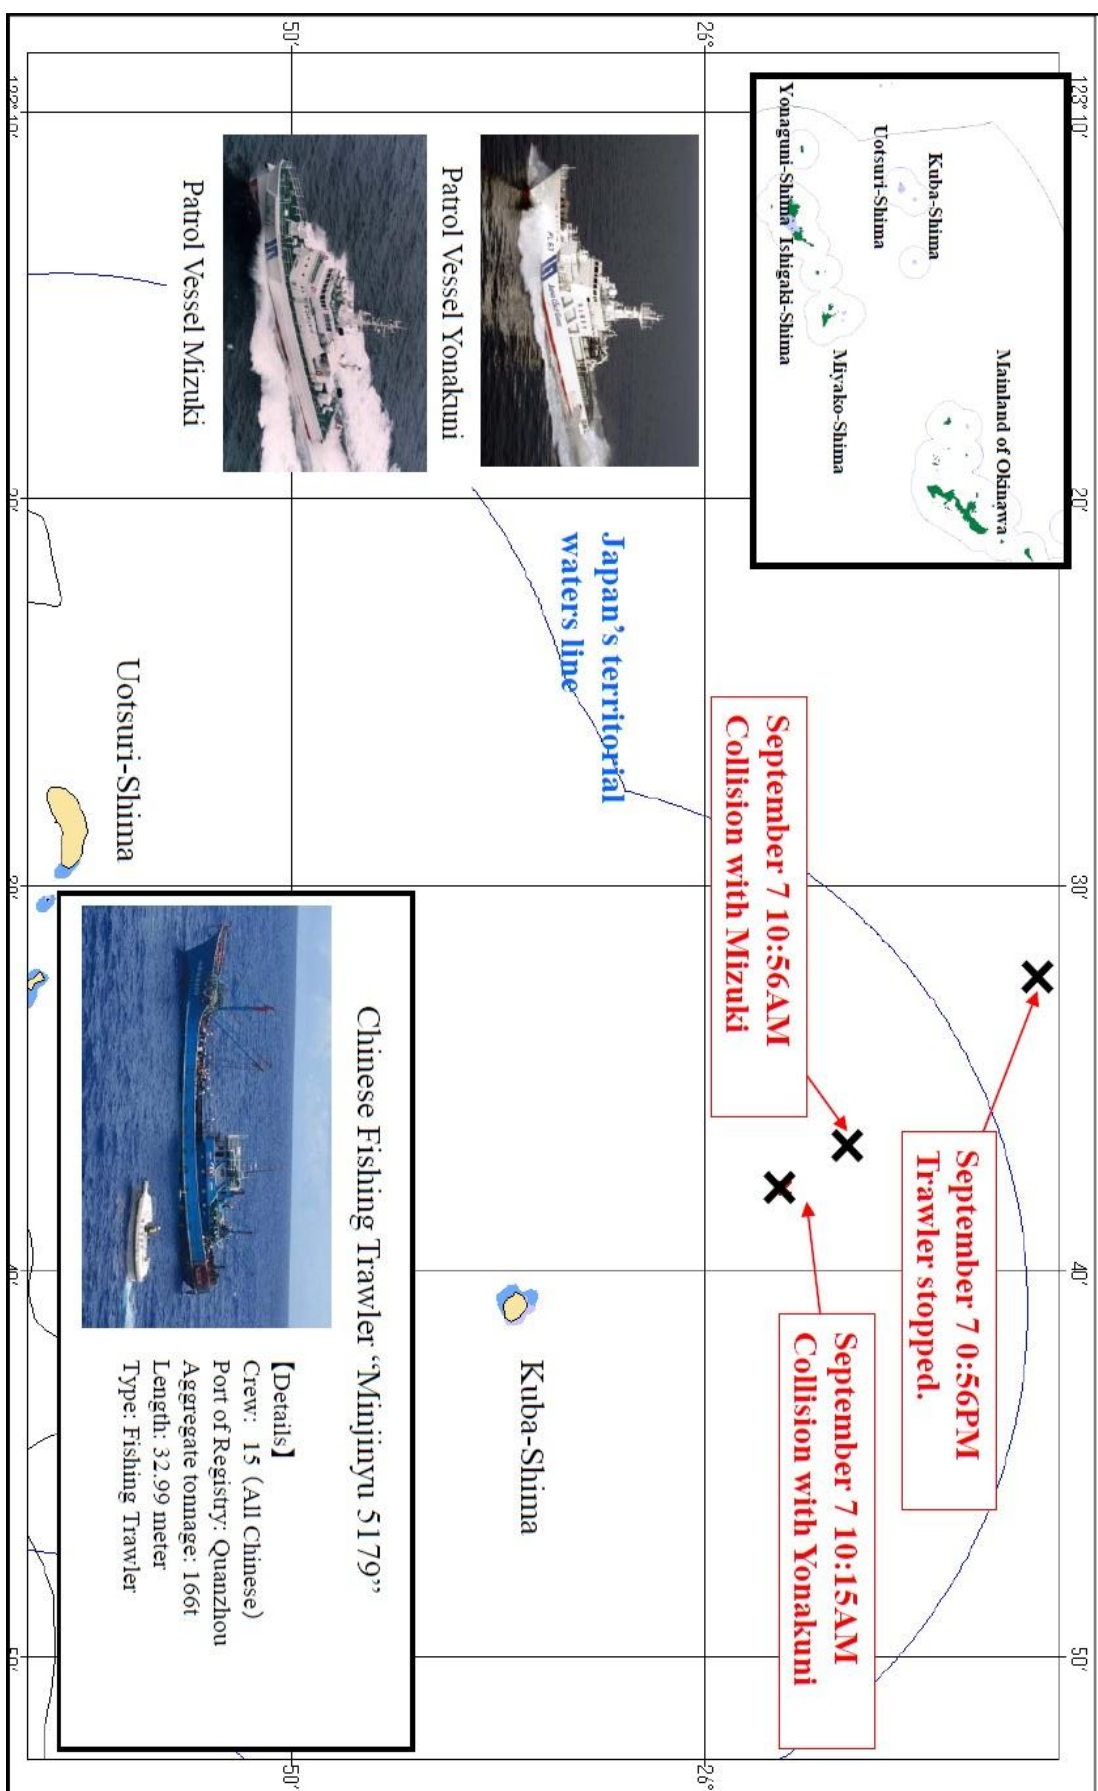 123°10′ 20′ 30′ 40′ 50′
Mainland of Okinawa
Kuba-Shima
Uotsuri-Shima
Miyako-Shima
Yonaguni-Shima Ishigaki-Shima
September 7 0:56PM
Trawler stopped.
September 7 10:15AM
Collision with Yonakuni
September 7 10:56AM
Collision with Mizuki
26° 26°
Japan's territorial
waters line
Patrol Vessel Yonakuni
Kuba-Shima
50′ 50′
Patrol Vessel Mizuki
Uotsuri-Shima
Chinese Fishing Trawler “Minjinyu 5179”
【Details】
Crew: 15 (All Chinese)
Port of Registry: Quanzhou
Aggregate tonnage: 166t
Length: 32.99 meter
Type: Fishing Trawler